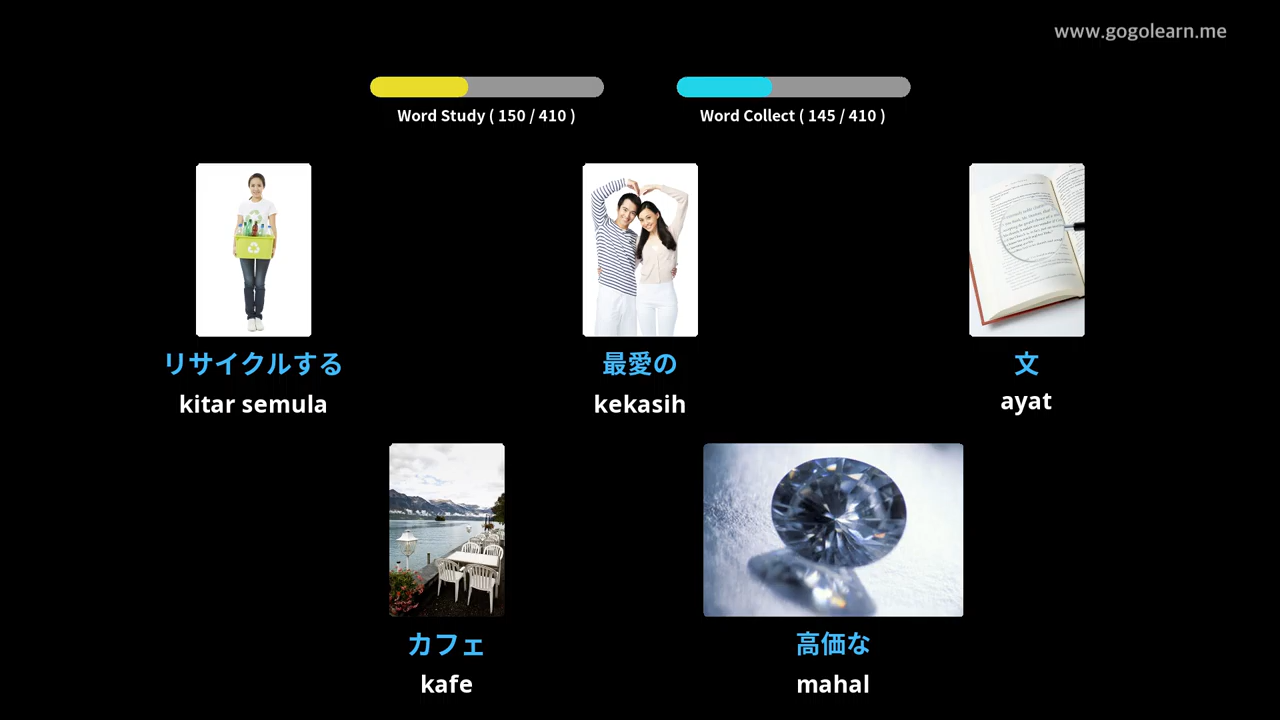 www.gogolearn.me
Word Study ( 150 / 410 )
Word Collect ( 145 / 410 )
リサイクルする
kitar semula
最愛の
kekasih
文
ayat
カフェ
kafe
高価な
mahal